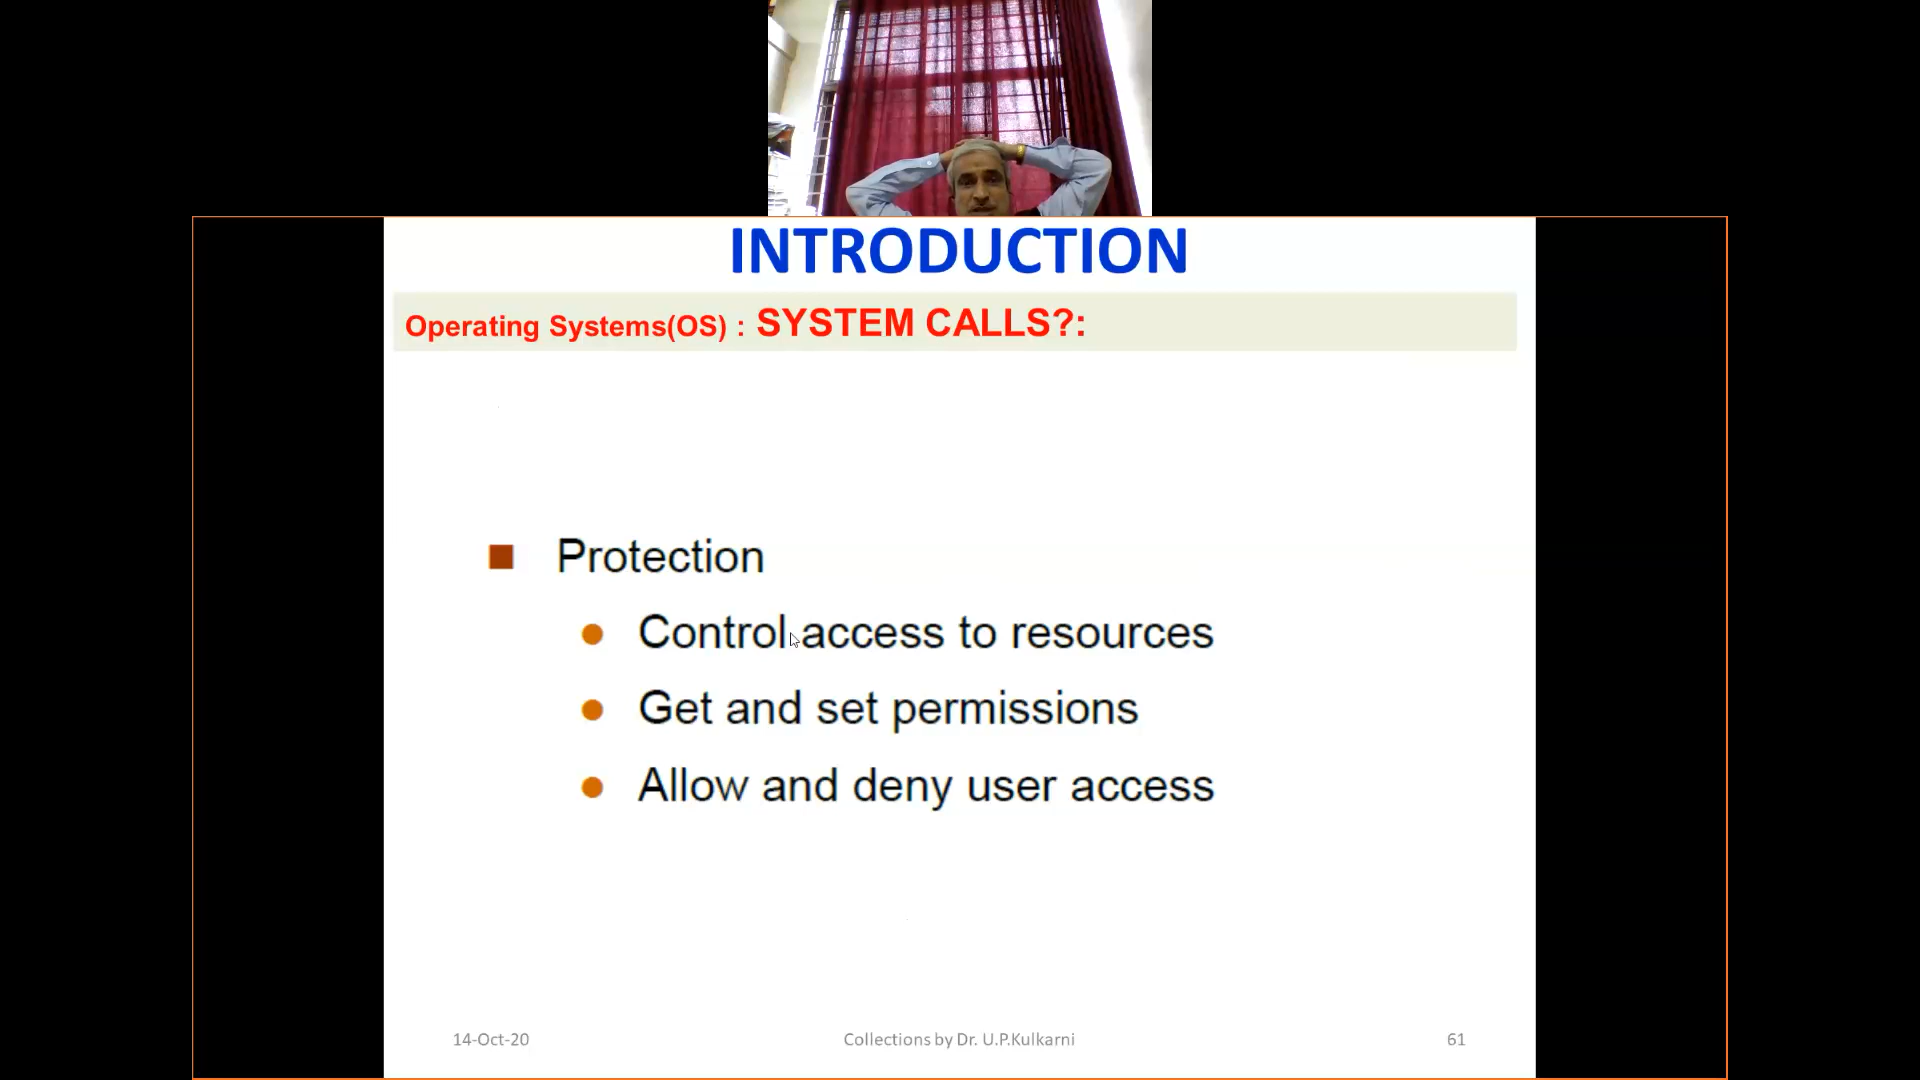 INTRODUCTION
Operating Systems(OS) : SYSTEM CALLS?:
Protection
Control access to resources
Get and set permissions
Allow and deny user access
14-Oct-20
Collections by Dr. U.P.Kulkarni
61